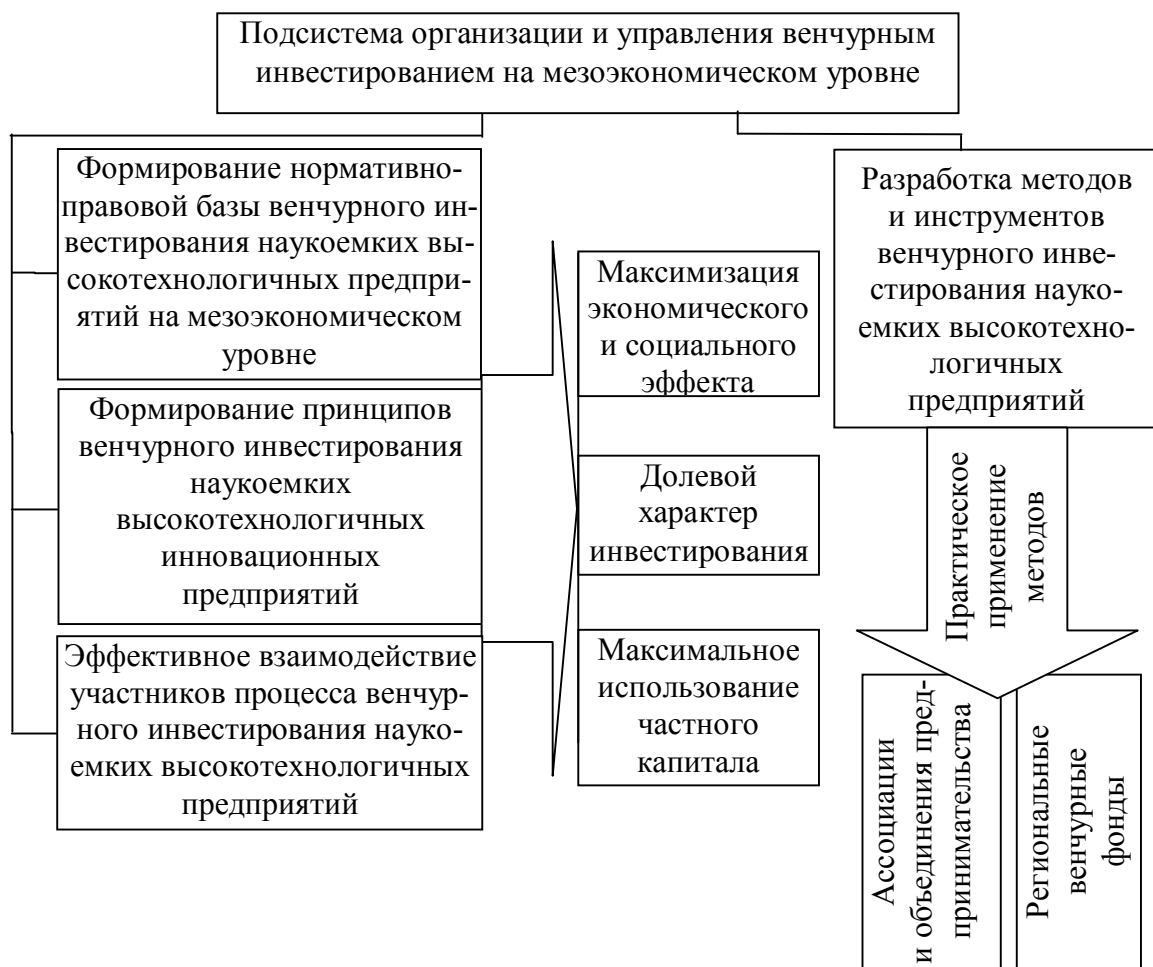 Подсистема организации и управления венчурным
инвестированием на мезоэкономическом уровне
Формирование нормативно-
правовой базы венчурного ин-
вестирования наукоемких вы-
сокотехнологичных предпри-
ятий на мезоэкономическом
уровне
Формирование принципов
венчурного инвестирования
наукоемких
высокотехнологичных
инновационных
предприятий
Эффективное взаимодействие
участников процесса венчур-
ного инвестирования науко-
емких высокотехнологичных
предприятий
Максимизация
экономического
и социального
эффекта
Долевой
характер
инвестирования
Максимальное
использование
частного
капитала
Разработка методов
и инструментов
венчурного инве-
стирования науко-
емких высокотехно-
логичных
предприятий
Практическое
применение
методов
Ассоциации
и объединения пред-
принимательства
Региональные
венчурные
фонды